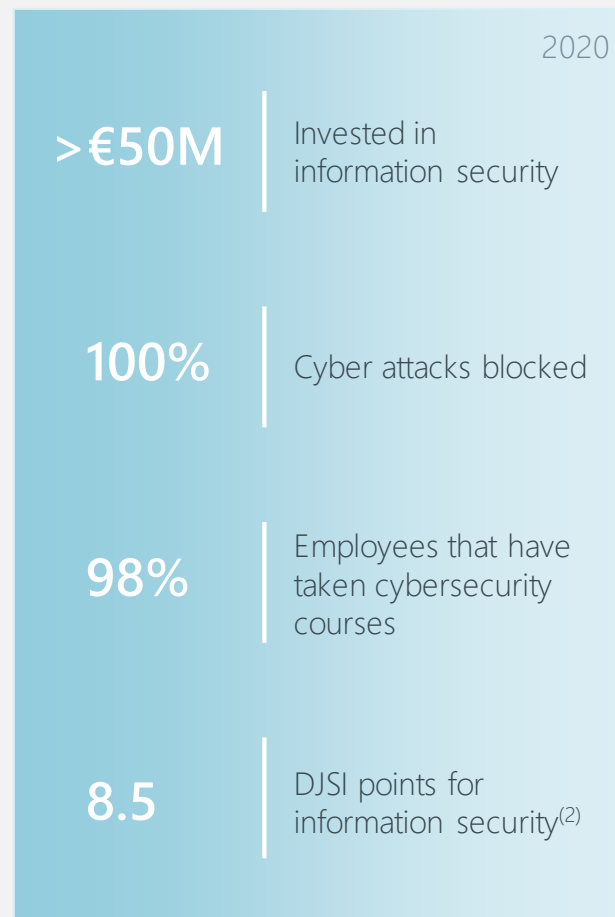 2020
>€50M
Invested in
information security
100%
Cyber attacks blocked
98%
Employees that have
taken cybersecurity
courses
8.5
DJSI points for
information security(2)